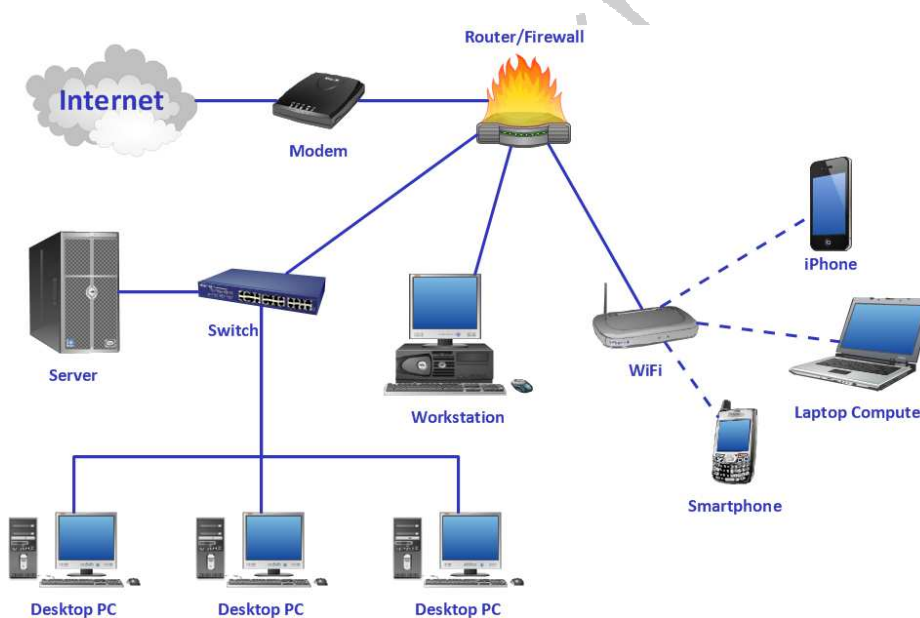 Router/Firewall
Internet
Modem
iPhone
Switch
Server
WiFi
Workstation
Laptop Compute
Smartphone
Desktop PC
Desktop PC
Desktop PC